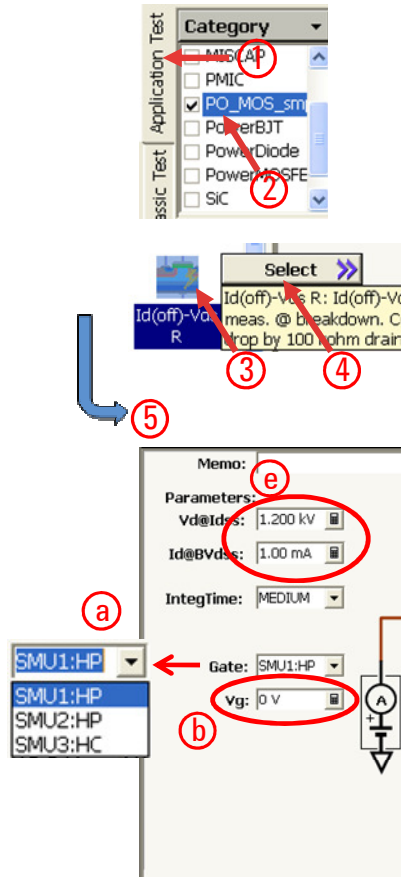 Application Test
Category
MISCAP
1
PMIC
PO_MOS_smp
PowerBJT
PowerDiode
PowerMOSFE
2
SiC
assic Test
Select
Id(off)-Vds R: Id(off)-Vd
Id(off)-Vds meas. @ breakdown. C
R drop by 100 kohm drain
3 4
5
Memo:
e
Parameters:
Vd@Idss: 1.200 kV
Id@BVdss: 1.00 mA
IntegTime: MEDIUM
a
SMU1:HP Gate: SMU1:HP
SMU1:HP
SMU2:HP
SMU3:HC
Vg: 0 V
b
A
+